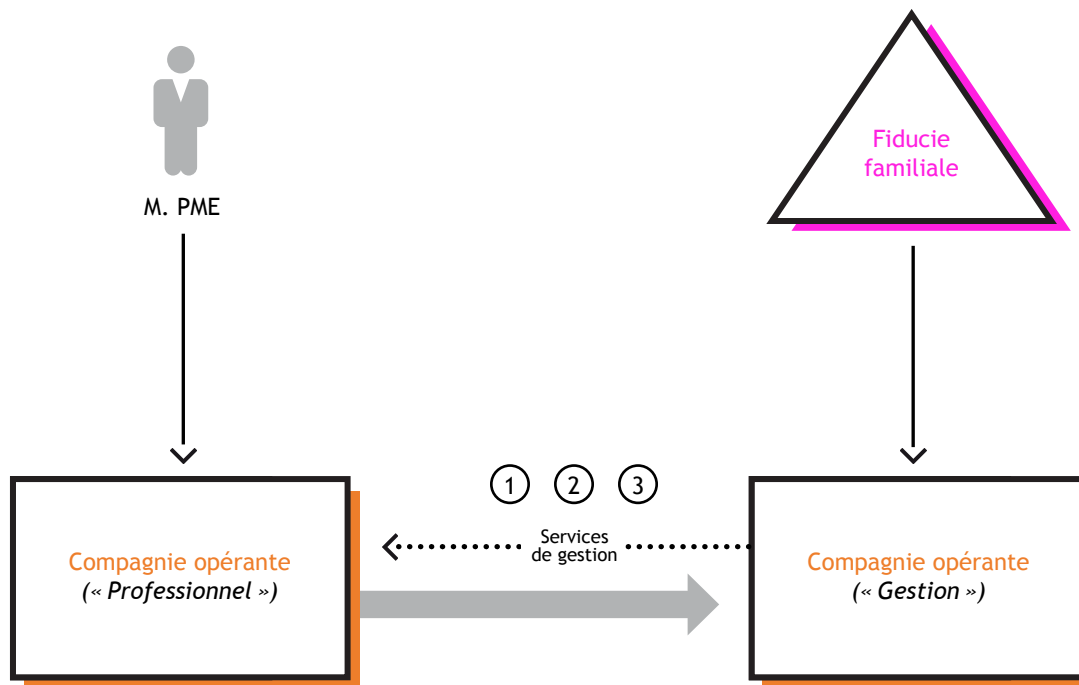 Fiducie
familiale
M. PME
1 2 3
Services
de gestion
Compagnie opérante
(« Professionnel »)
Compagnie opérante
(« Gestion »)